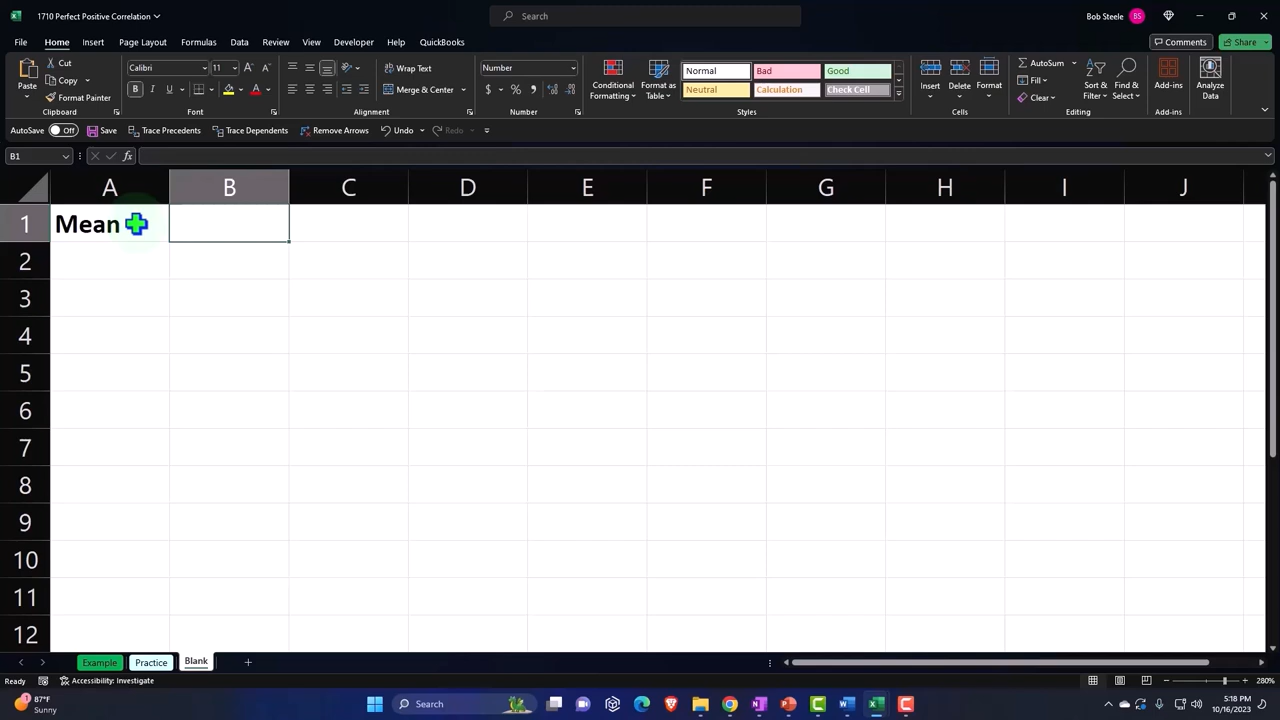 1710 Perfect Positive Correlation
Search
Bob Steele
BS
File Home Insert Page Layout Formulas Data Review View Developer Help QuickBooks
Comments
Share
Paste
Cut
Copy
Format Painter
Clipboard
Calibri
11
Font
Wrap Text
Merge & Center
Alignment
Number
Number
Conditional
Formatting
Format as
Table
Normal
Bad
Good
Neutral
Calculation
Check Cell
Styles
Insert
Delete
Format
Cells
AutoSum
Fill
Clear
Sort &
Filter
Find &
Select
Editing
Add-ins
Add-ins
Analyze
Data
Analysis
AutoSave Off Save Trace Precedents Trace Dependents Remove Arrows Undo Redo
B1
fx
A B C D E F G H I J
1 Mean
2
3
4
5
6
7
8
9
10
11
12
Example Practice Blank
Ready Accessibility: Investigate
280%
87°F
Sunny
Search
5:18 PM
10/16/2023